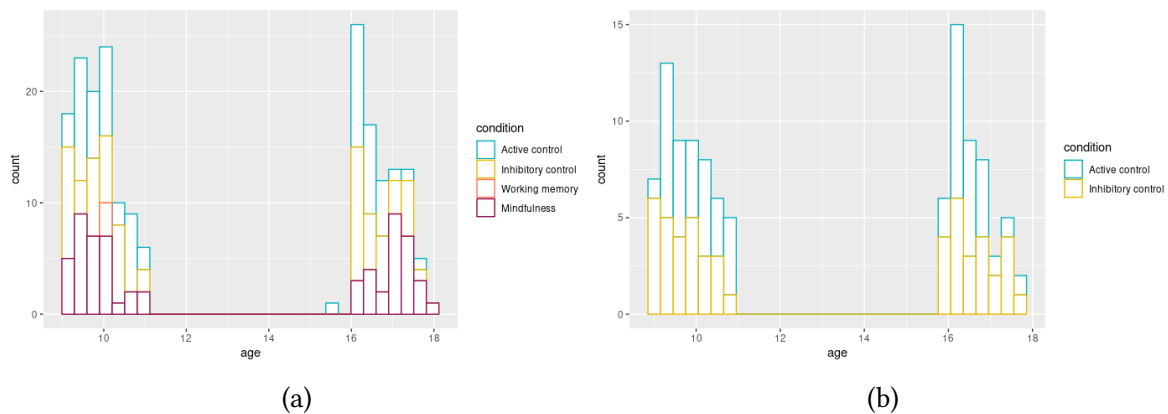 count
20
10
0
10
12
14
16
18
age
condition
Active control
Inhibitory control
Working memory
Mindfulness
(a)
count
15
10
5
0
10
12
14
16
18
age
condition
Active control
Inhibitory control
(b)